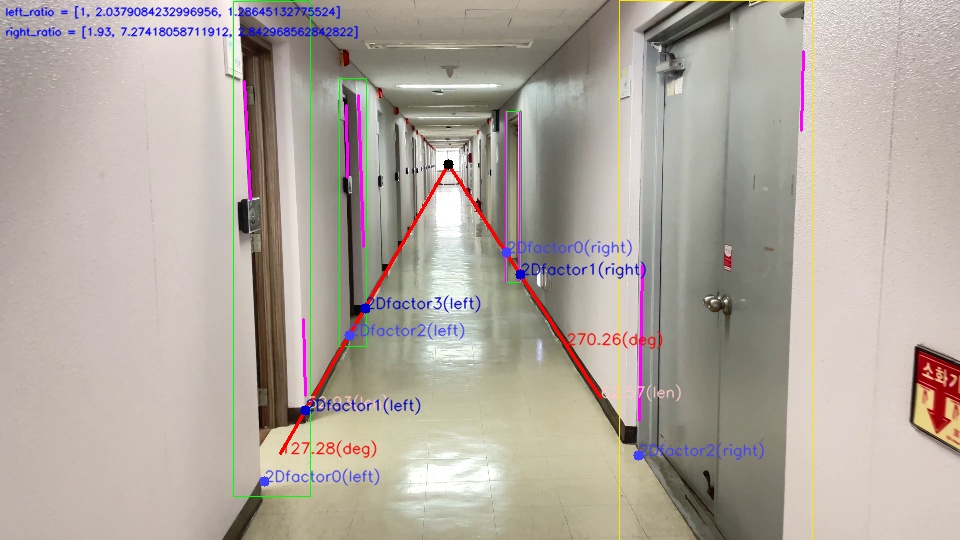 left_ratio = [1, 2.0379084232996956, 1.28645132775524]
right_ratio = [1.93, 7.27418058711912, 2.842968562842822]
2Dfactor0(right)
2Dfactor1(right)
2Dfactor3(left)
2Dfactor2(left)
270.26(deg)
2Dfactor1(left)
127.28(deg)
2Dfactor2(right)
2Dfactor0(left)
소화기